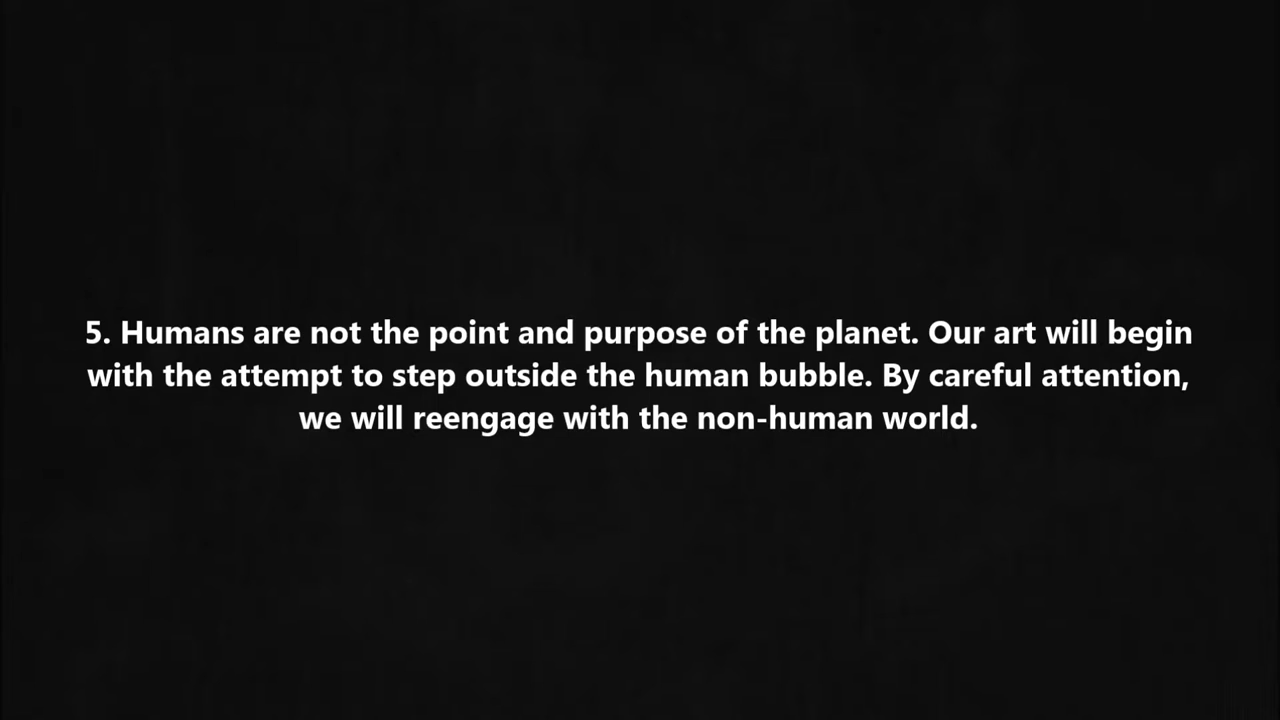 5. Humans are not the point and purpose of the planet. Our art will begin
with the attempt to step outside the human bubble. By careful attention,
we will reengage with the non-human world.